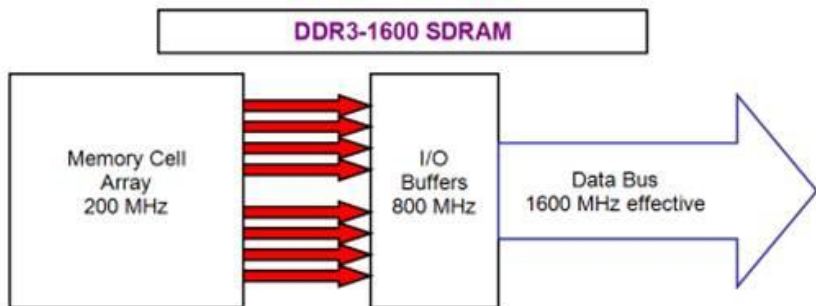 DDR3-1600 SDRAM
Memory Cell
Array
200 MHz
I/O
Buffers
800 MHz
Data Bus
1600 MHz effective